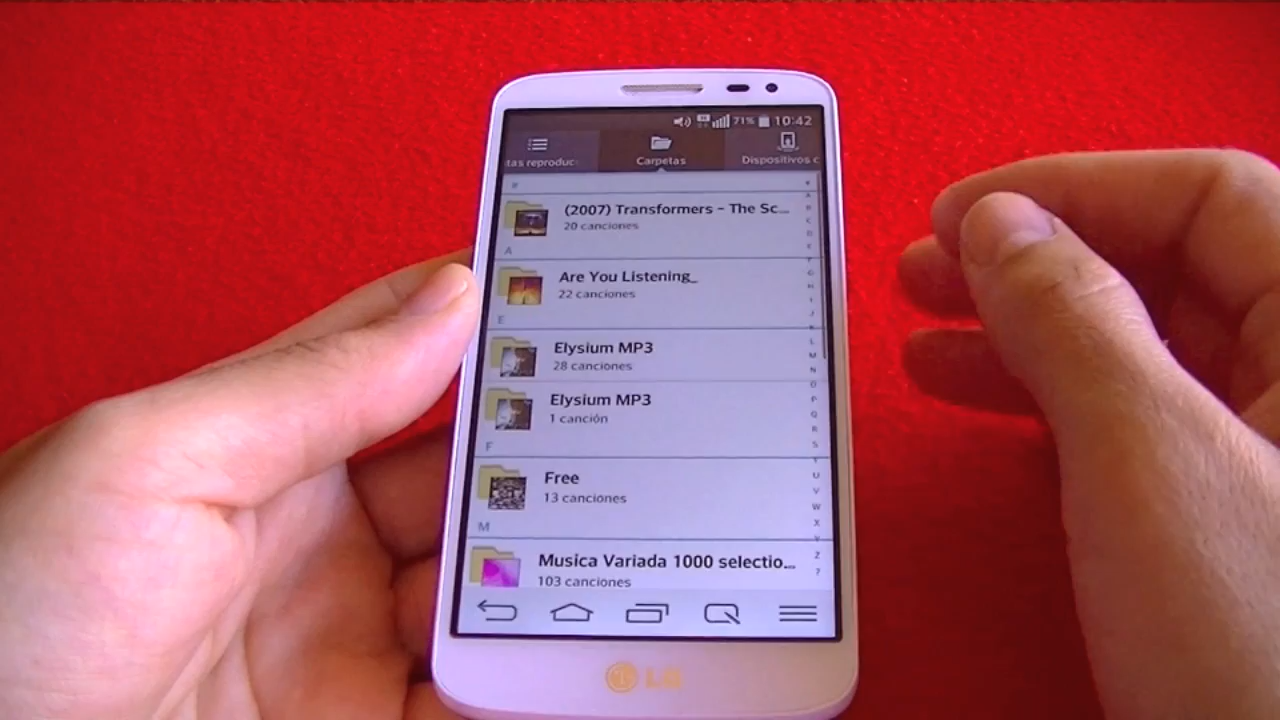 71% 10:42
tas reproduc
Carpetas
Dispositivos c
#
(2007) Transformers - The Sc...
20 canciones
A
Are You Listening_
22 canciones
E
Elysium MP3
28 canciones
Elysium MP3
1 canción
F
Free
13 canciones
M
Musica Variada 1000 selectio...
103 canciones
LG